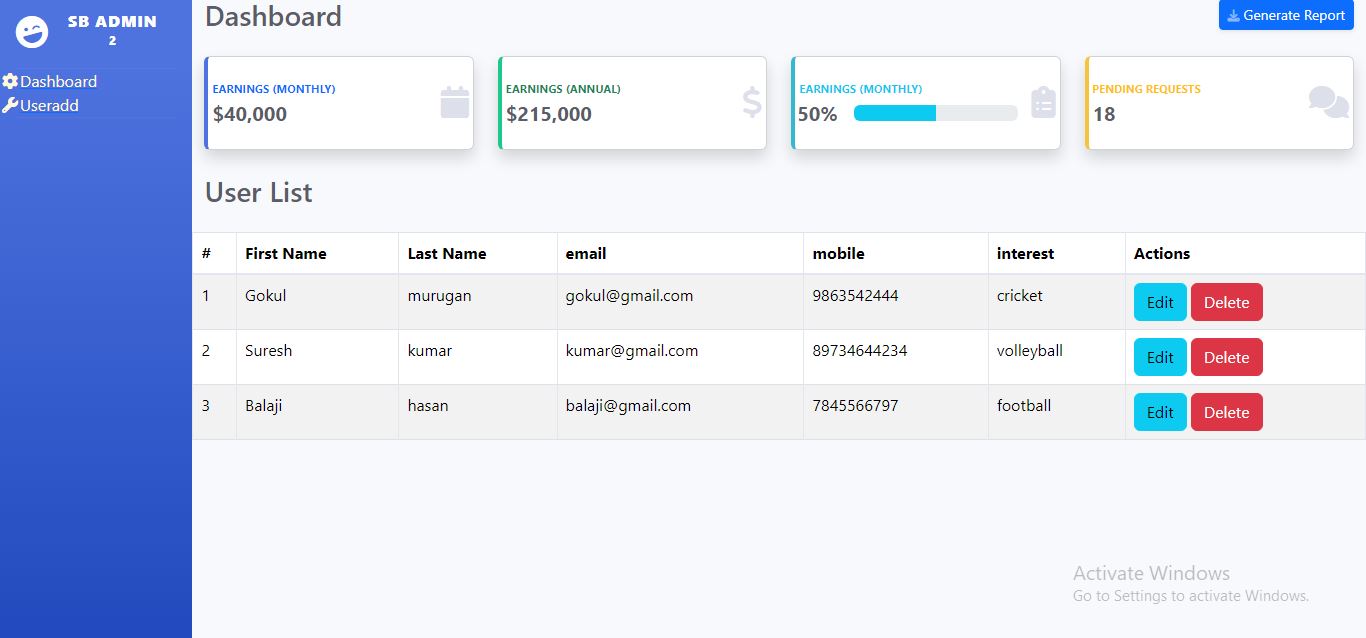 SB ADMIN
2
Dashboard
Useradd
Dashboard
Generate Report
EARNINGS (MONTHLY)
$40,000
EARNINGS (ANNUAL)
$215,000
EARNINGS (MONTHLY)
50%
PENDING REQUESTS
18
User List
# First Name Last Name email mobile interest Actions
1 Gokul murugan gokul@gmail.com 9863542444 cricket Edit Delete
2 Suresh kumar kumar@gmail.com 89734644234 volleyball Edit Delete
3 Balaji hasan balaji@gmail.com 7845566797 football Edit Delete
Activate Windows
Go to Settings to activate Windows.